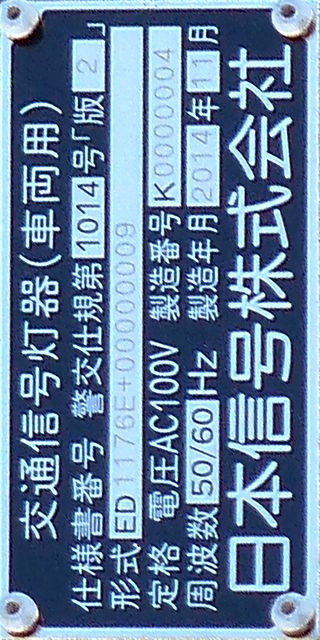 交通信号灯器(車両用)
仕様書番号 警交仕規第1014号「版2」
形式 ED1176E+00000009
定格 電圧AC100V 製造番号 K0000004
周波数 50/60Hz 製造年月 2014年11月
日本信号株式会社